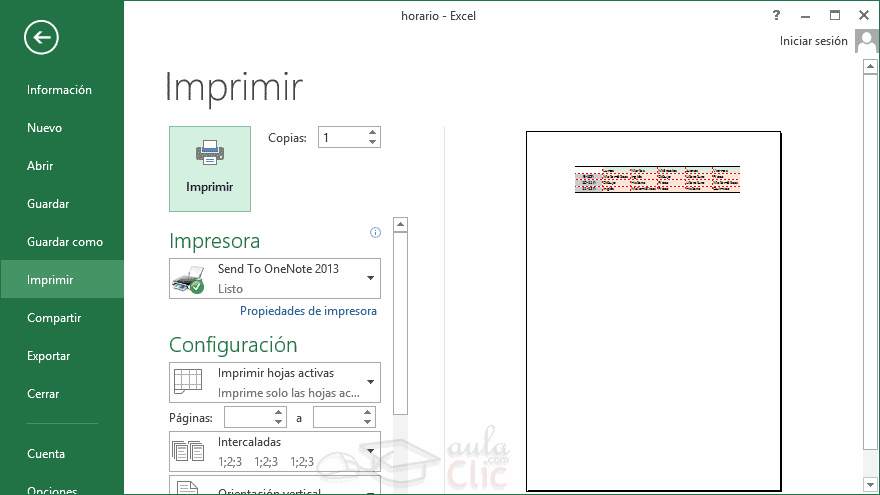 horario - Excel
?
Iniciar sesión
Información
Nuevo
Abrir
Guardar
Guardar como
Imprimir
Compartir
Exportar
Cerrar
Cuenta
Opciones
Imprimir
Imprimir
Copias: 1
Impresora
Send To OneNote 2013
Listo
Propiedades de impresora
Configuración
Imprimir hojas activas
Imprime solo las hojas ac...
Páginas: a
Intercaladas
1;2;3 1;2;3 1;2;3
Orientación vertical
aula
.com
Clic